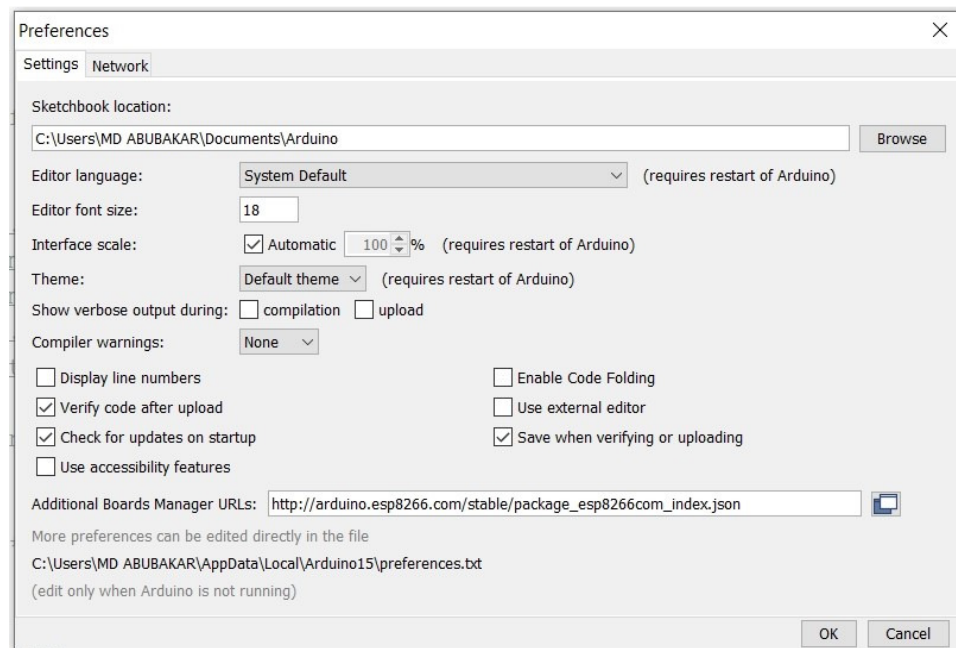 Preferences
Settings Network
Sketchbook location:
C:\Users\MD ABUBAKAR\Documents\Arduino Browse
Editor language: System Default (requires restart of Arduino)
Editor font size: 18
Interface scale: Automatic 100 % (requires restart of Arduino)
Theme: Default theme (requires restart of Arduino)
Show verbose output during: compilation upload
Compiler warnings: None
Display line numbers Enable Code Folding
Verify code after upload Use external editor
Check for updates on startup Save when verifying or uploading
Use accessibility features
Additional Boards Manager URLs: http://arduino.esp8266.com/stable/package_esp8266com_index.json
More preferences can be edited directly in the file
C:\Users\MD ABUBAKAR\AppData\Local\Arduino15\preferences.txt
(edit only when Arduino is not running)
OK Cancel